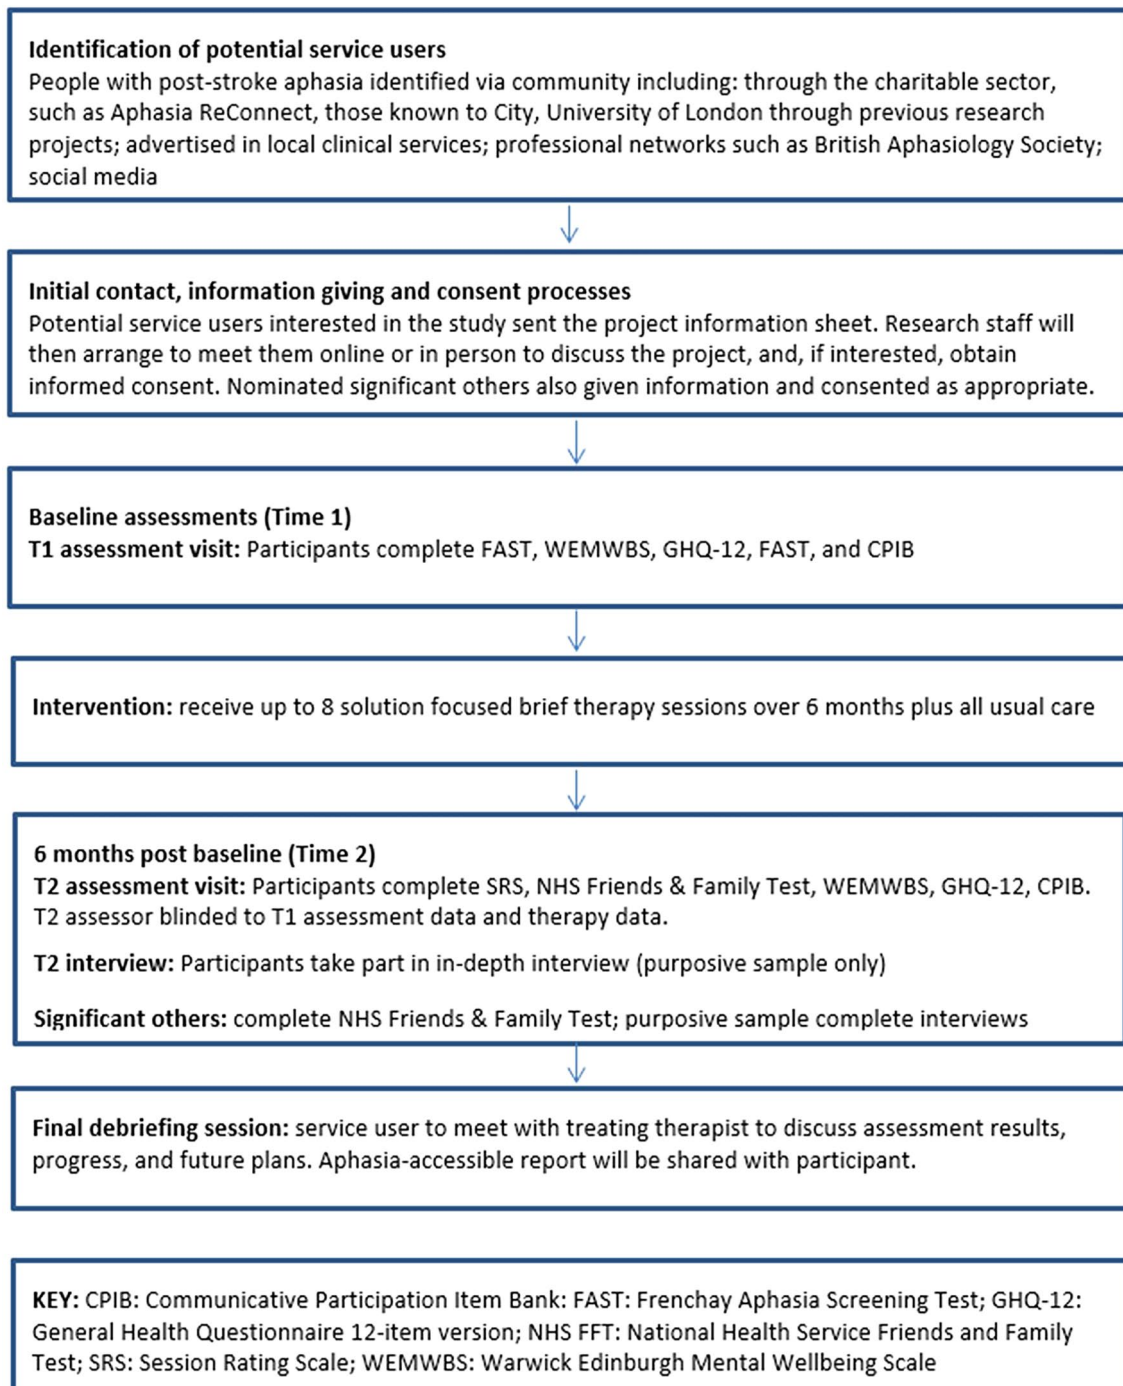 Identification of potential service users
People with post-stroke aphasia identified via community including: through the charitable sector,
such as Aphasia ReConnect, those known to City, University of London through previous research
projects; advertised in local clinical services; professional networks such as British Aphasiology Society;
social media
Initial contact, information giving and consent processes
Potential service users interested in the study sent the project information sheet. Research staff will
then arrange to meet them online or in person to discuss the project, and, if interested, obtain
informed consent. Nominated significant others also given information and consented as appropriate.
Baseline assessments (Time 1)
T1 assessment visit: Participants complete FAST, WEMWBS, GHQ-12, FAST, and CPIB
Intervention: receive up to 8 solution focused brief therapy sessions over 6 months plus all usual care
6 months post baseline (Time 2)
T2 assessment visit: Participants complete SRS, NHS Friends & Family Test, WEMWBS, GHQ-12, CPIB.
T2 assessor blinded to T1 assessment data and therapy data.
T2 interview: Participants take part in in-depth interview (purposive sample only)
Significant others: complete NHS Friends & Family Test; purposive sample complete interviews
Final debriefing session: service user to meet with treating therapist to discuss assessment results,
progress, and future plans. Aphasia-accessible report will be shared with participant.
KEY: CPIB: Communicative Participation Item Bank: FAST: Frenchay Aphasia Screening Test; GHQ-12:
General Health Questionnaire 12-item version; NHS FFT: National Health Service Friends and Family
Test; SRS: Session Rating Scale; WEMWBS: Warwick Edinburgh Mental Wellbeing Scale